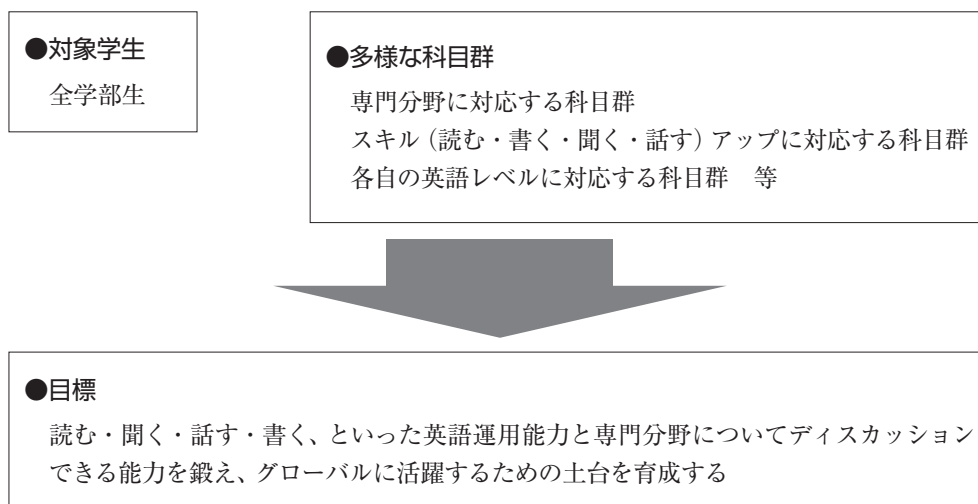 ●対象学生
全学部生
●多様な科目群
専門分野に対応する科目群
スキル（読む・書く・聞く・話す）アップに対応する科目群
各自の英語レベルに対応する科目群　等
●目標
読む・聞く・話す・書く、といった英語運用能力と専門分野についてディスカッション
できる能力を鍛え、グローバルに活躍するための土台を育成する